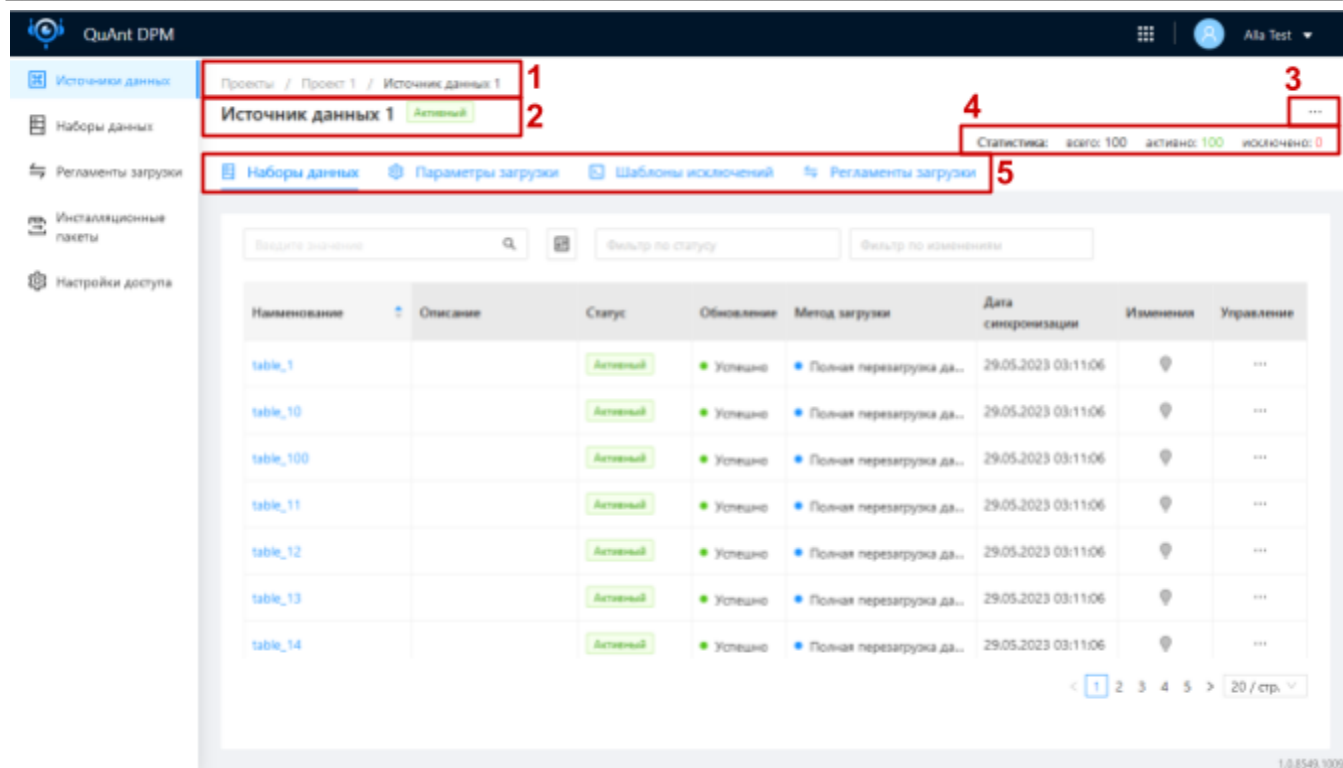 QuAnt DPM
Alla Test
Источники данных
Наборы данных
Регламенты загрузки
Инсталляционные
пакеты
Настройки доступа
Проекты / Проект 1 / Источник данных 1
1
Источник данных 1 Активный
2
3
...
4
Статистика: всего: 100 активно: 100 исключено: 0
Наборы данных Параметры загрузки Шаблоны исключений Регламенты загрузки
5
Введите значение Фильтр по статусу Фильтр по изменениям
Наименование Описание Статус Обновление Метод загрузки Дата синхронизации Изменения Управление
table_1 Активный Успешно Полная перезагрузка да... 29.05.2023 03:11:06 ...
table_10 Активный Успешно Полная перезагрузка да... 29.05.2023 03:11:06 ...
table_100 Активный Успешно Полная перезагрузка да... 29.05.2023 03:11:06 ...
table_11 Активный Успешно Полная перезагрузка да... 29.05.2023 03:11:06 ...
table_12 Активный Успешно Полная перезагрузка да... 29.05.2023 03:11:06 ...
table_13 Активный Успешно Полная перезагрузка да... 29.05.2023 03:11:06 ...
table_14 Активный Успешно Полная перезагрузка да... 29.05.2023 03:11:06 ...
< 1 2 3 4 5 > 20 / стр.
1.0.8549.1009